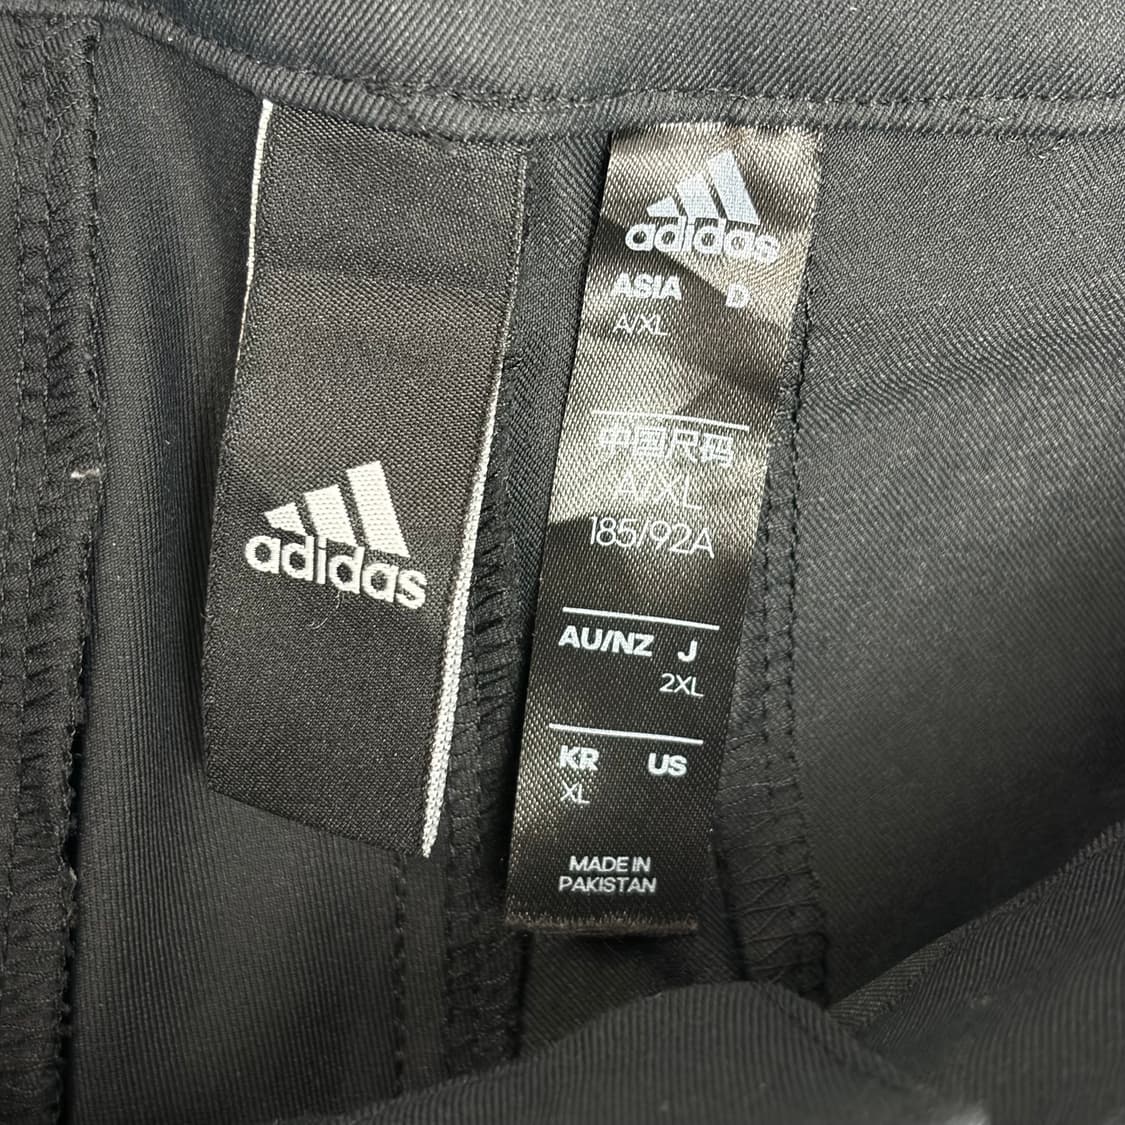 adidas
adidas
ASIA D
A/XL
中国尺码
A/XL
185/92A
AU/NZ J
2XL
KR US
XL
MADE IN
PAKISTAN